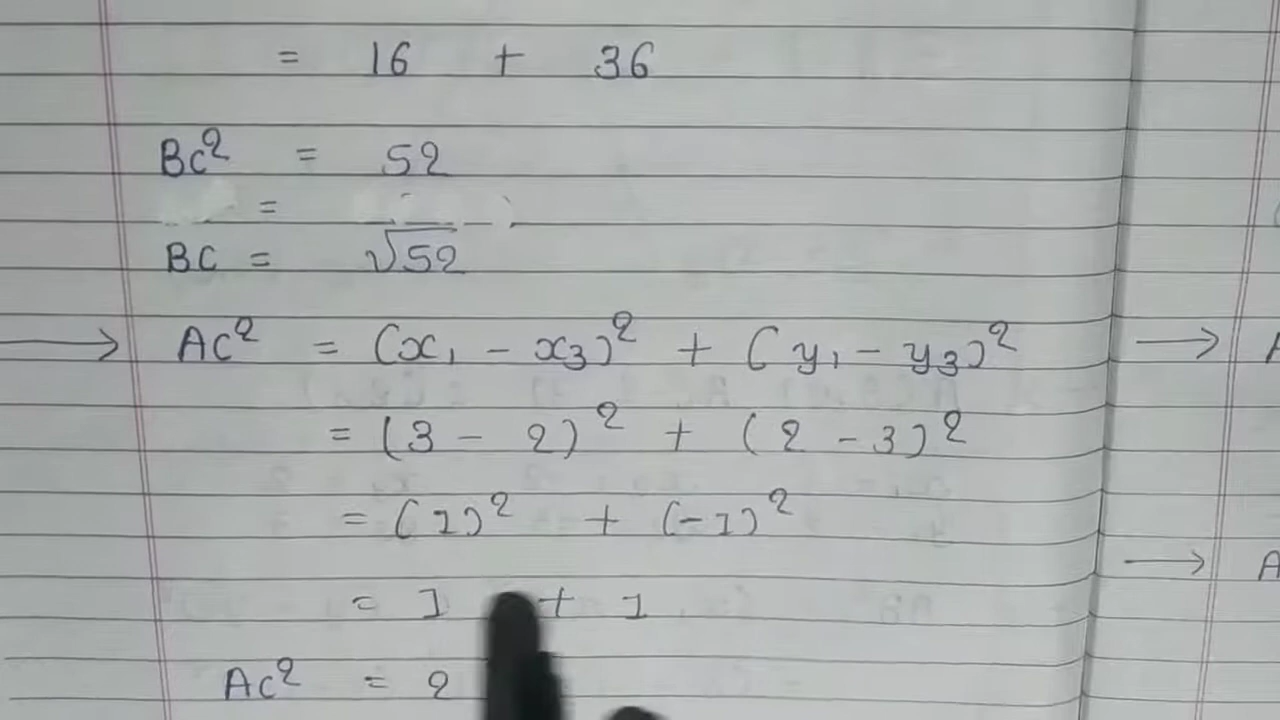 = 16 + 36
BC² = 52
=
BC = √52
→ AC² = (x₁ - x₃)² + (y₁ - y₃)² →
= (3 - 2)² + (2 - 3)²
= (1)² + (-1)²
→
= 1 + 1
AC² = 2